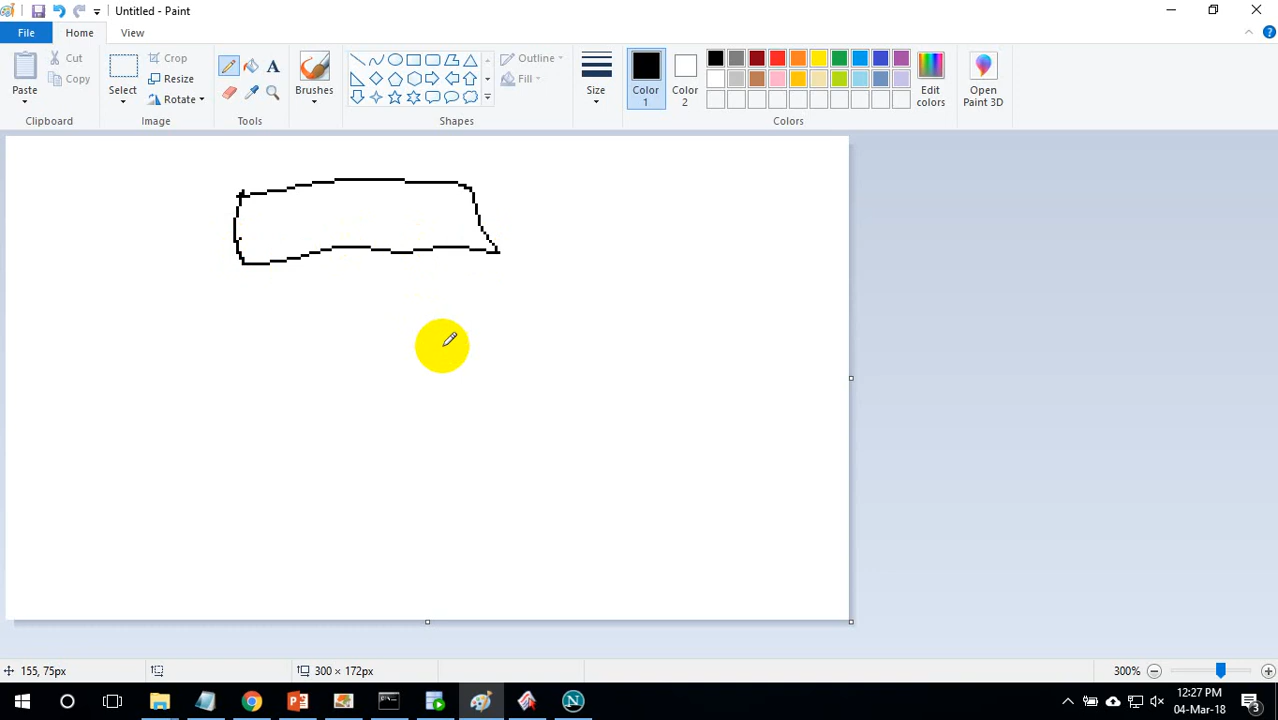 Untitled - Paint
File Home View
Paste
Cut
Copy
Clipboard
Select
Crop
Resize
Rotate
Image
A
Tools
Brushes
Outline
Fill
Shapes
Size
Color 1
Color 2
Colors
Edit colors
Open Paint 3D
155, 75px
300 × 172px
300%
12:27 PM
04-Mar-18
3